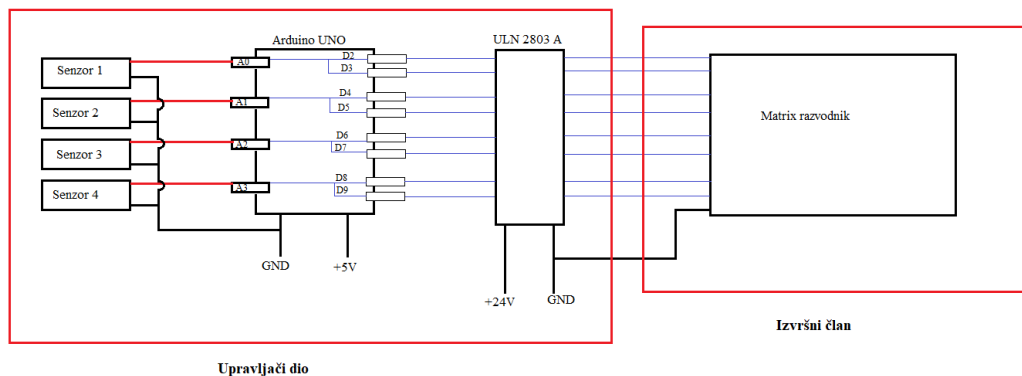 Arduino UNO
ULN 2803 A
Senzor 1
Senzor 2
Senzor 3
Senzor 4
A0
A1
A2
A3
D2
D3
D4
D5
D6
D7
D8
D9
Matrix razvodnik
GND
+5V
+24V
GND
Izvršni član
Upravljači dio